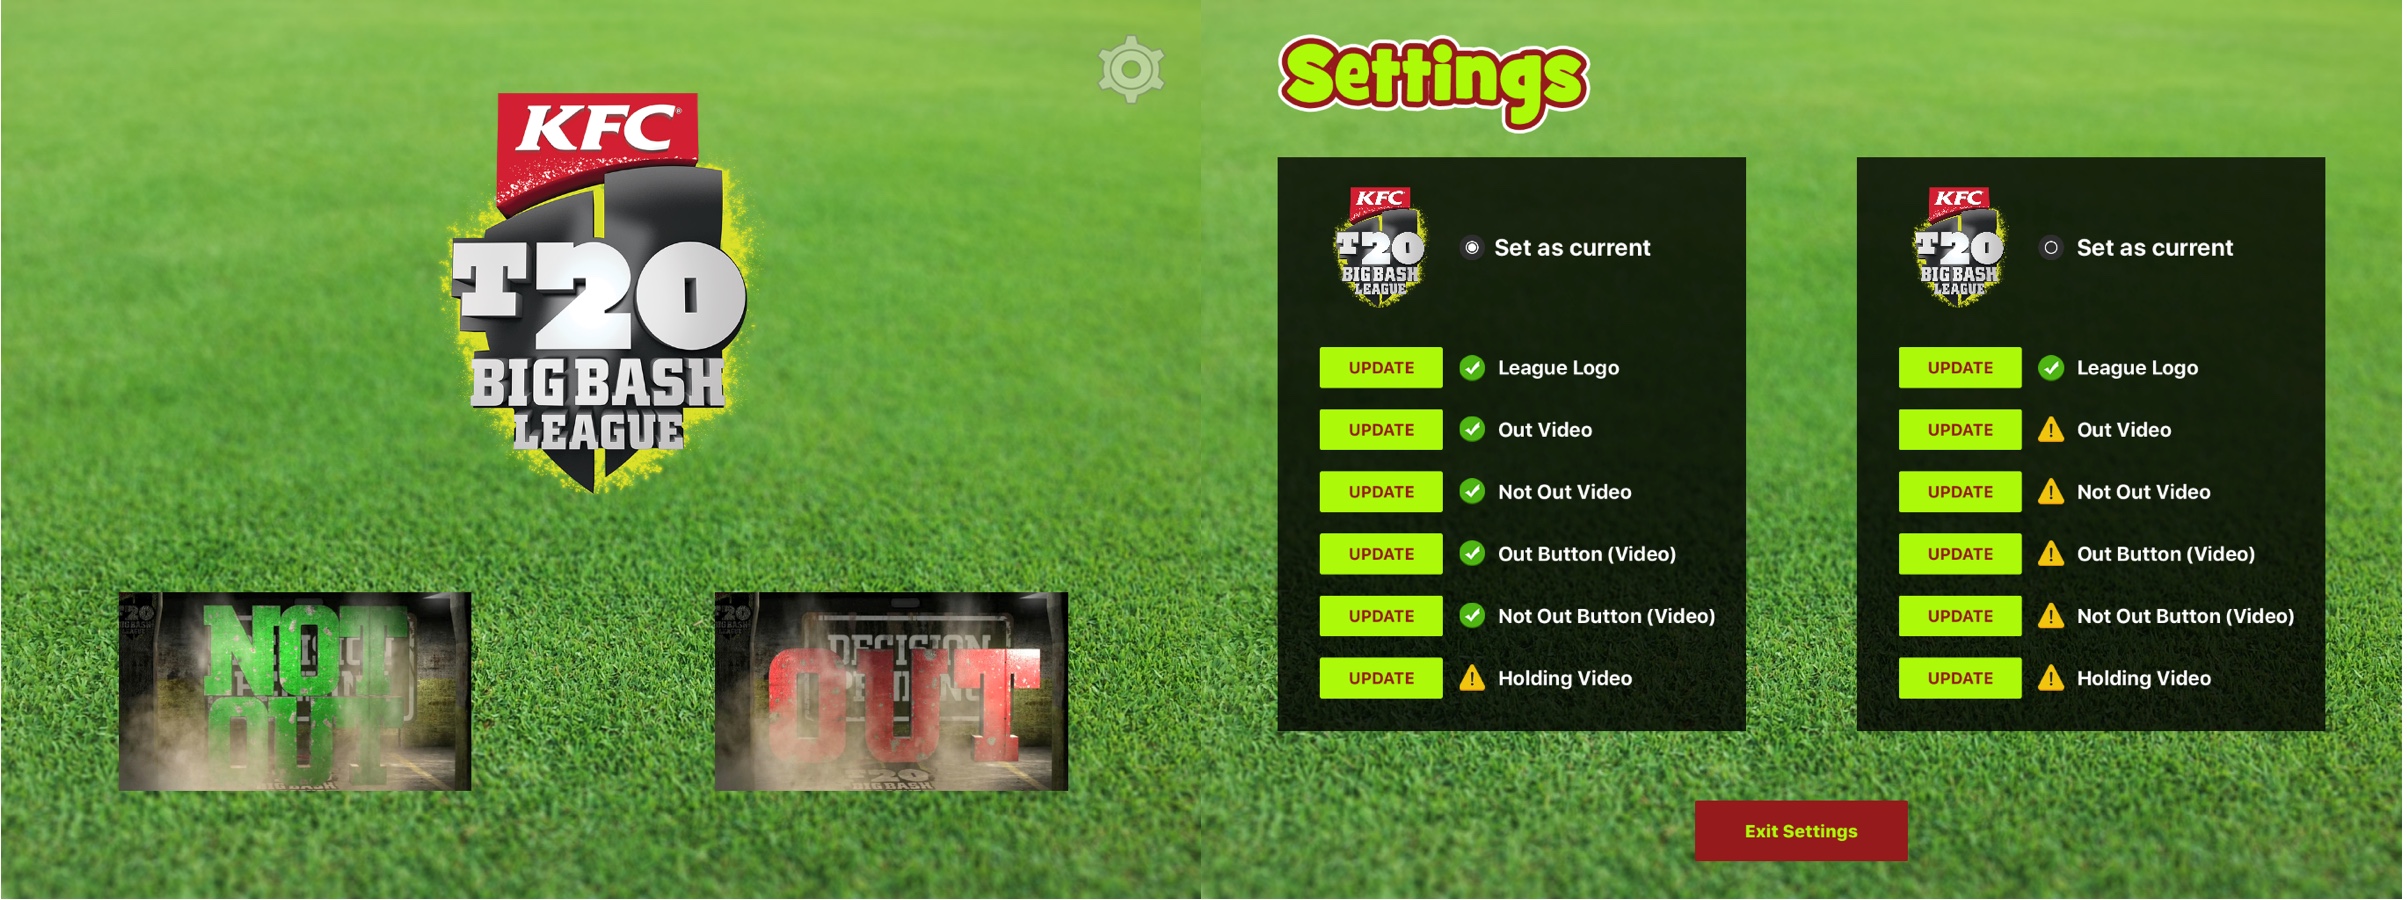 KFC
T20
BIG BASH
LEAGUE
NOT
OUT
DECISION
OUT
T20
BIG BASH
Settings
KFC
T20
BIG BASH
LEAGUE
Set as current
UPDATE League Logo
UPDATE Out Video
UPDATE Not Out Video
UPDATE Out Button (Video)
UPDATE Not Out Button (Video)
UPDATE Holding Video
KFC
T20
BIG BASH
LEAGUE
Set as current
UPDATE League Logo
UPDATE Out Video
UPDATE Not Out Video
UPDATE Out Button (Video)
UPDATE Not Out Button (Video)
UPDATE Holding Video
Exit Settings